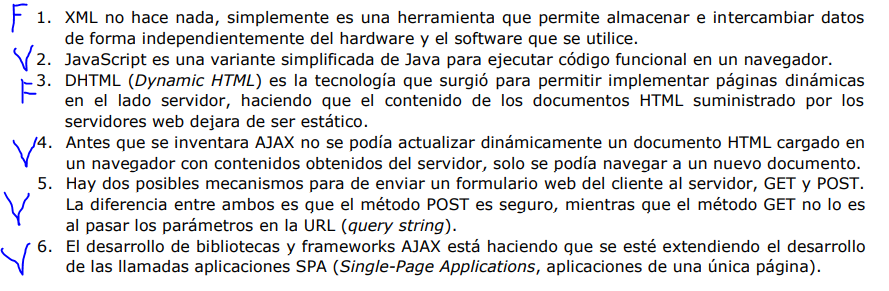 F 1. XML no hace nada, simplemente es una herramienta que permite almacenar e intercambiar datos
de forma independientemente del hardware y el software que se utilice.
V 2. JavaScript es una variante simplificada de Java para ejecutar código funcional en un navegador.
F 3. DHTML (Dynamic HTML) es la tecnología que surgió para permitir implementar páginas dinámicas
en el lado servidor, haciendo que el contenido de los documentos HTML suministrado por los
servidores web dejara de ser estático.
V 4. Antes que se inventara AJAX no se podía actualizar dinámicamente un documento HTML cargado en
un navegador con contenidos obtenidos del servidor, solo se podía navegar a un nuevo documento.
V 5. Hay dos posibles mecanismos para de enviar un formulario web del cliente al servidor, GET y POST.
La diferencia entre ambos es que el método POST es seguro, mientras que el método GET no lo es
al pasar los parámetros en la URL (query string).
V 6. El desarrollo de bibliotecas y frameworks AJAX está haciendo que se esté extendiendo el desarrollo
de las llamadas aplicaciones SPA (Single-Page Applications, aplicaciones de una única página).